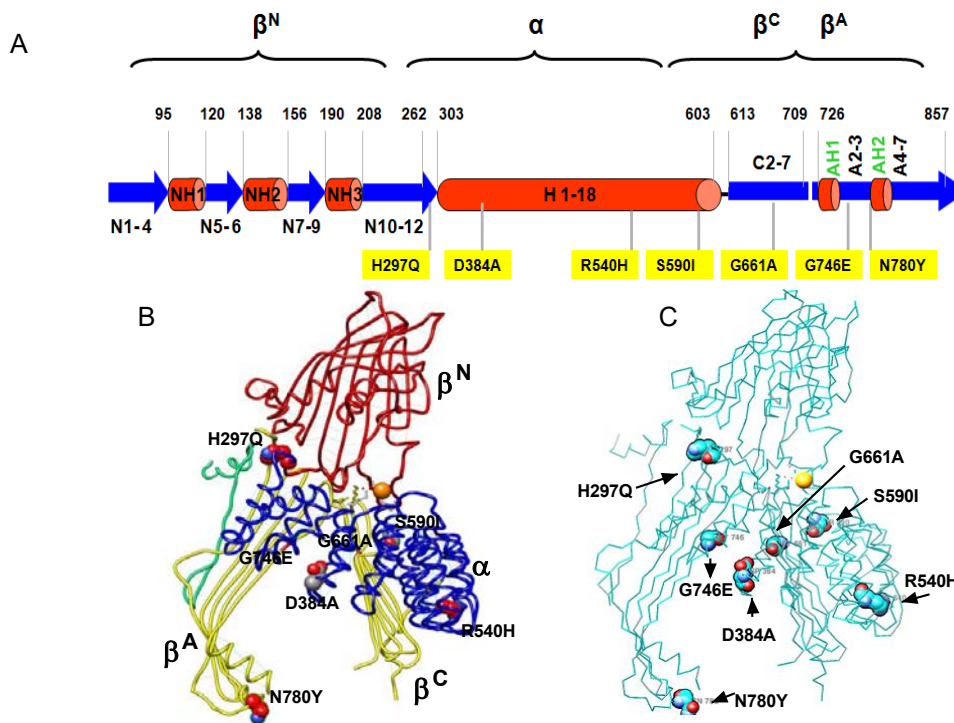 A
βᴺ α βᶜ βᴬ
95 120 138 156 190 208 262 303 603 613 709 726 857
AH1 A2-3 AH2 A4-7
C2-7
NH1 NH2 NH3 H 1-18
N1-4 N5-6 N7-9 N10-12
H297Q D384A R540H S590I G661A G746E N780Y
B C
βᴺ
H297Q
G661A
S590I
G746E
G661A
S590I
α
D384A
R540H
βᴬ
βᶜ
N780Y
H297Q
G746E
R540H
D384A
N780Y